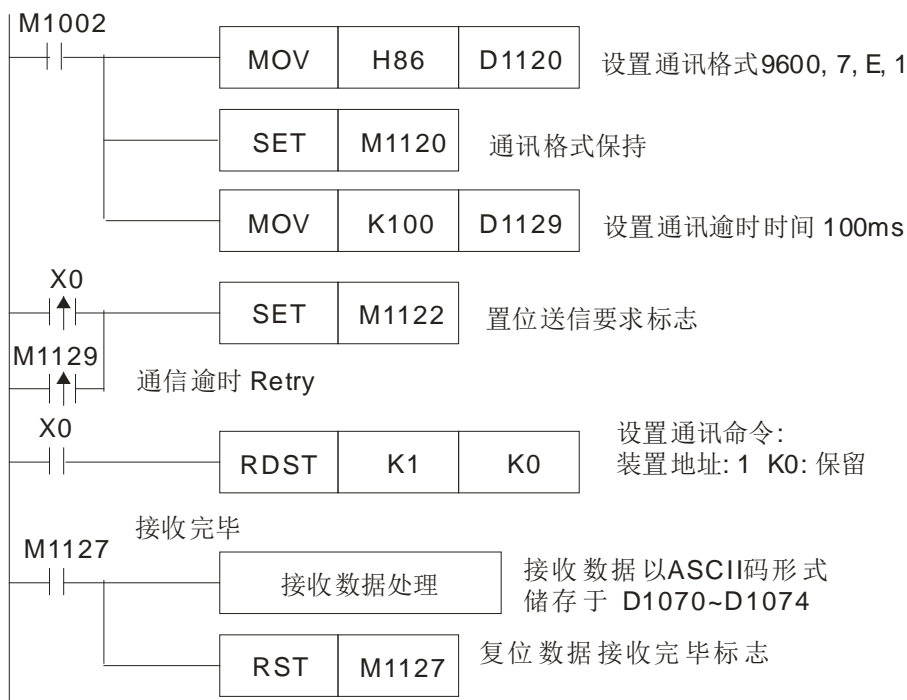 M1002
MOV H86 D1120 设置通讯格式9600, 7, E, 1
SET M1120 通讯格式保持
MOV K100 D1129 设置通讯逾时时间 100ms
X0
SET M1122 置位送信要求标志
M1129
通信逾时 Retry
X0
设置通讯命令:
RDST K1 K0 装置地址: 1 K0: 保留
接收完毕
M1127
接收数据处理
接收数据以ASCII码形式
储存于 D1070~D1074
RST M1127 复位数据接收完毕标志